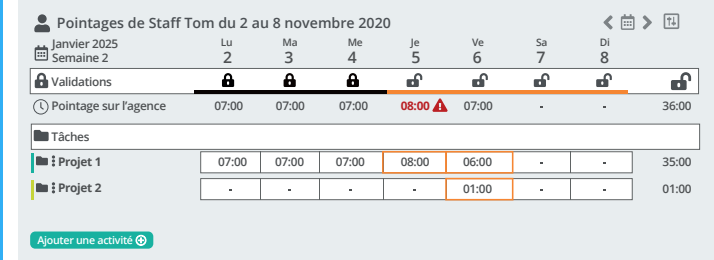 Pointages de Staff Tom du 2 au 8 novembre 2020
Janvier 2025
Semaine 2
Lu Ma Me Je Ve Sa Di
2 3 4 5 6 7 8
Validations
Pointage sur l'agence 07:00 07:00 07:00 08:00 07:00 - - 36:00
Tâches
Projet 1 07:00 07:00 07:00 08:00 06:00 - - 35:00
Projet 2 - - - - 01:00 - - 01:00
Ajouter une activité